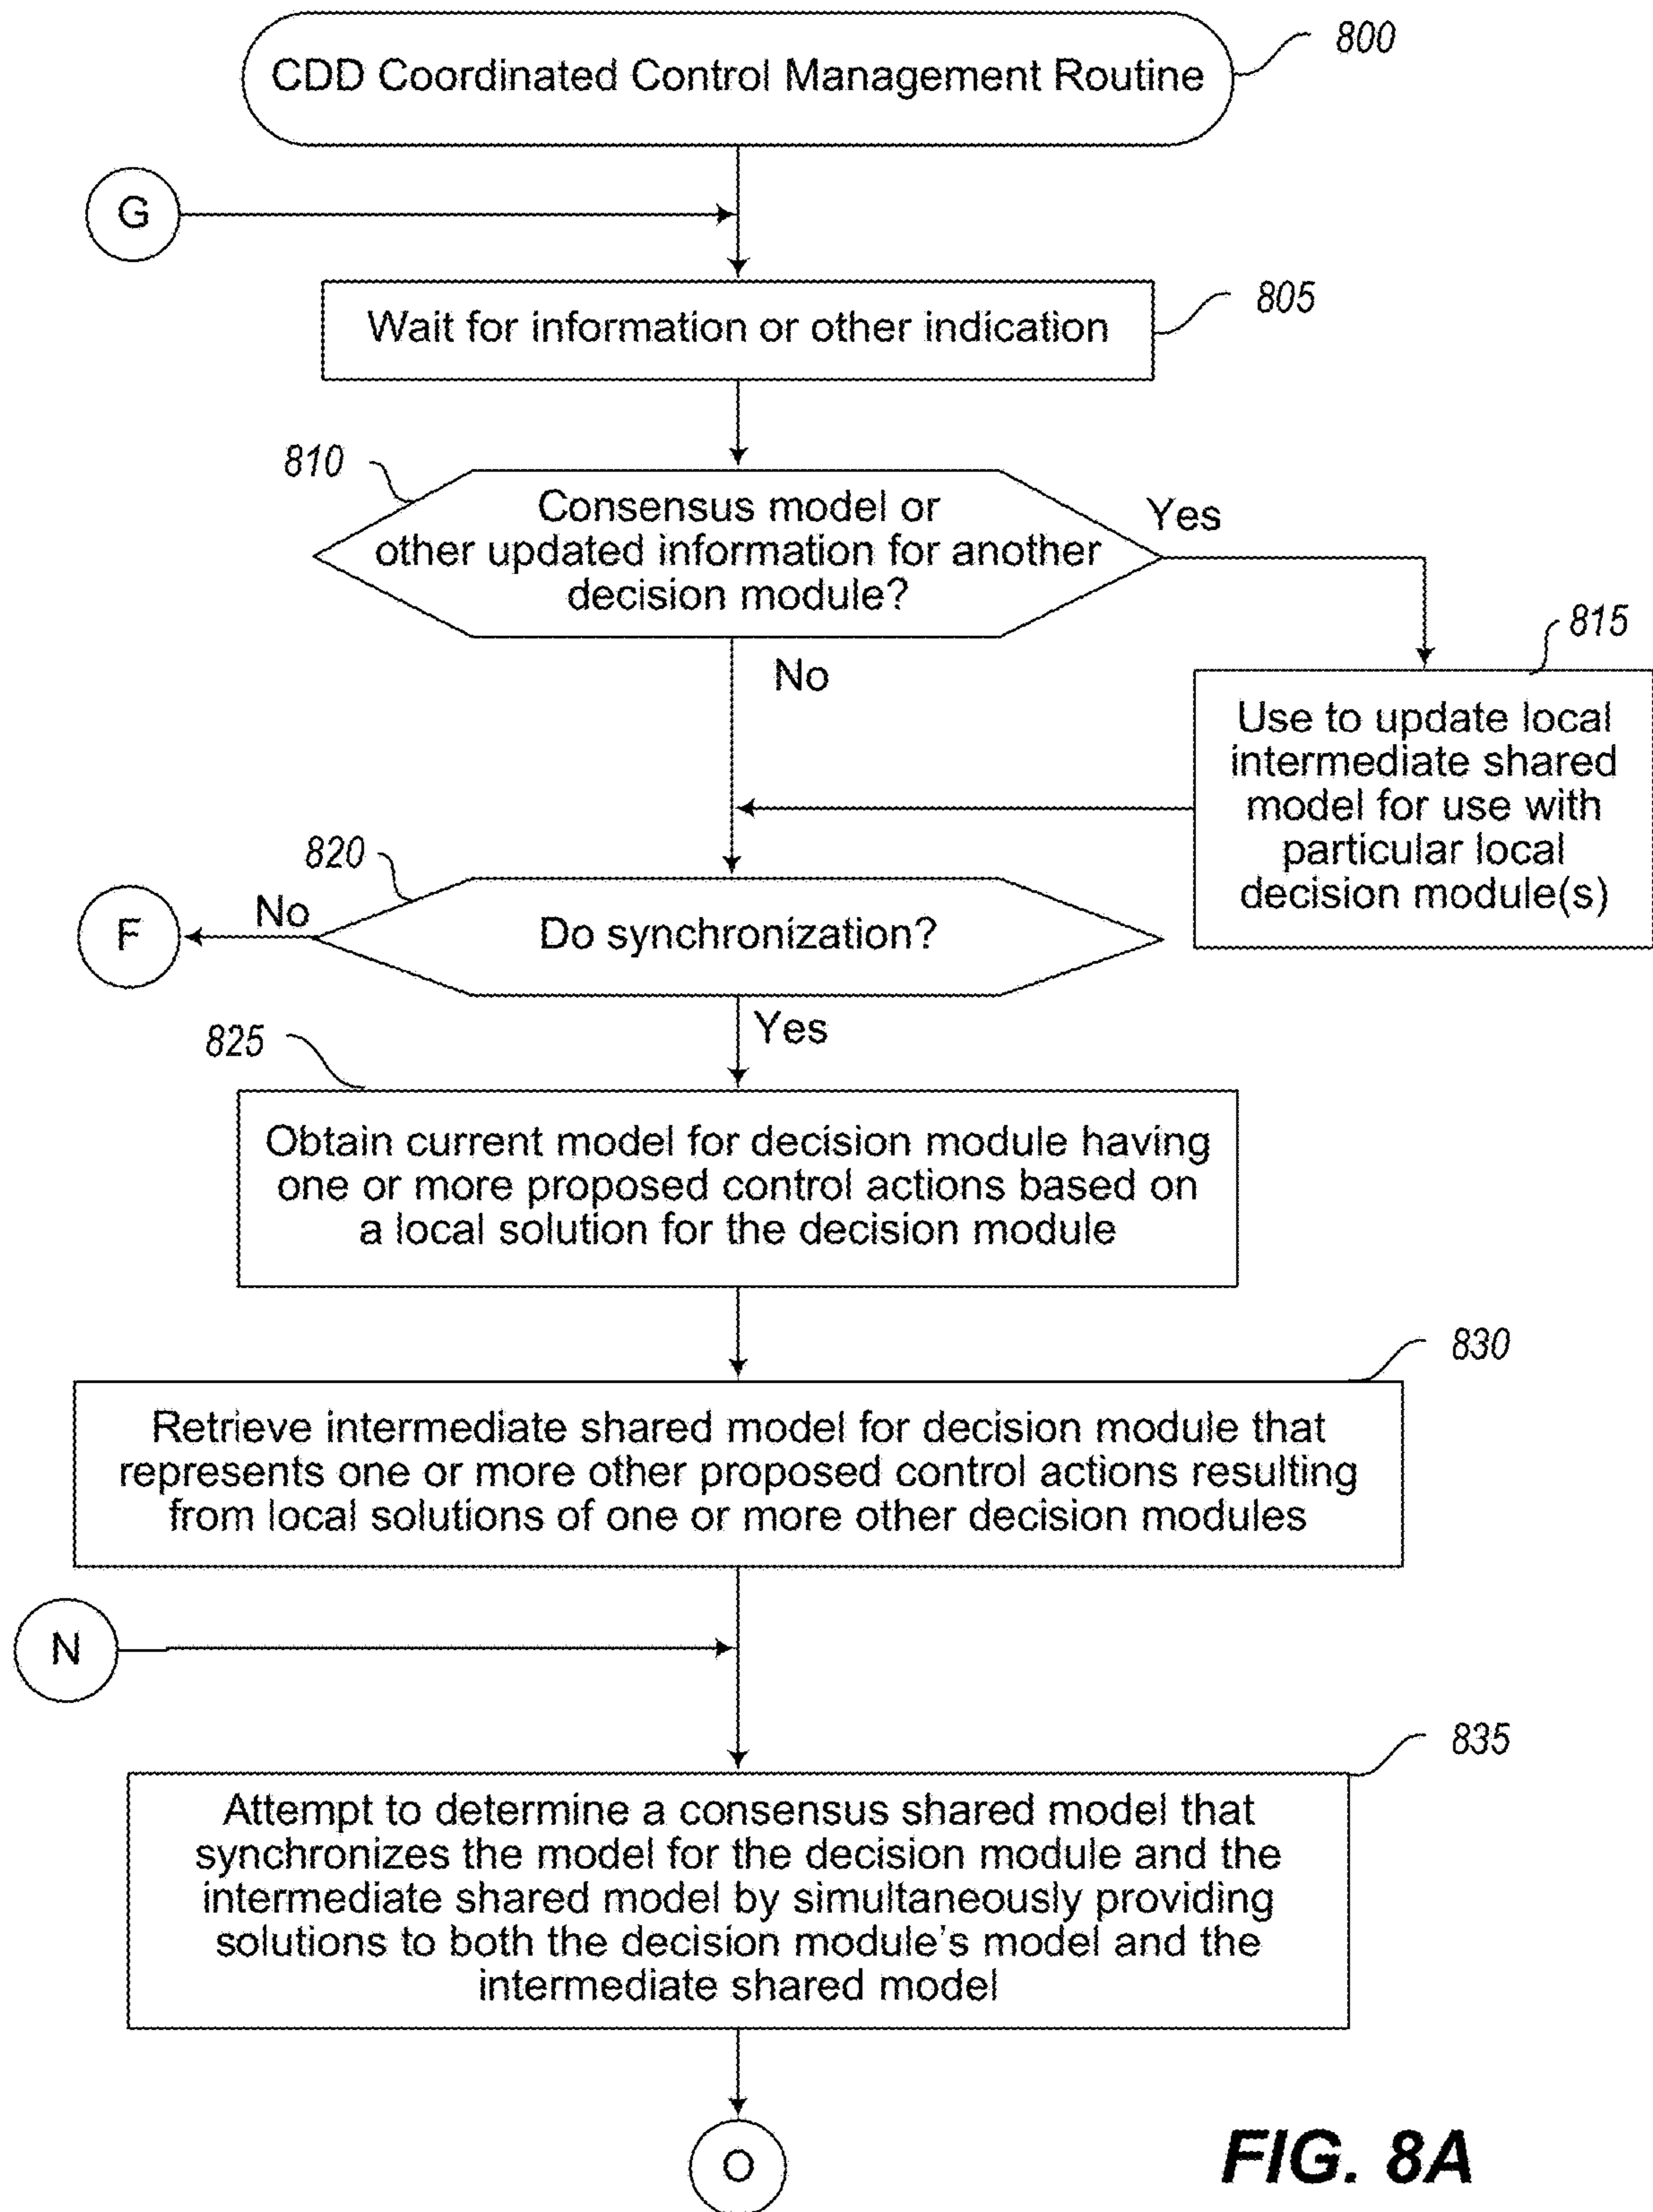 CDD Coordinated Control Management Routine
800
G
Wait for information or other indication
805
810
Consensus model or
other updated information for another
decision module?
Yes
No
815
Use to update local
intermediate shared
model for use with
particular local
decision module(s)
820
F
No
Do synchronization?
Yes
825
Obtain current model for decision module having
one or more proposed control actions based on
a local solution for the decision module
830
Retrieve intermediate shared model for decision module that
represents one or more other proposed control actions resulting
from local solutions of one or more other decision modules
N
835
Attempt to determine a consensus shared model that
synchronizes the model for the decision module and the
intermediate shared model by simultaneously providing
solutions to both the decision module's model and the
intermediate shared model
O
FIG. 8A